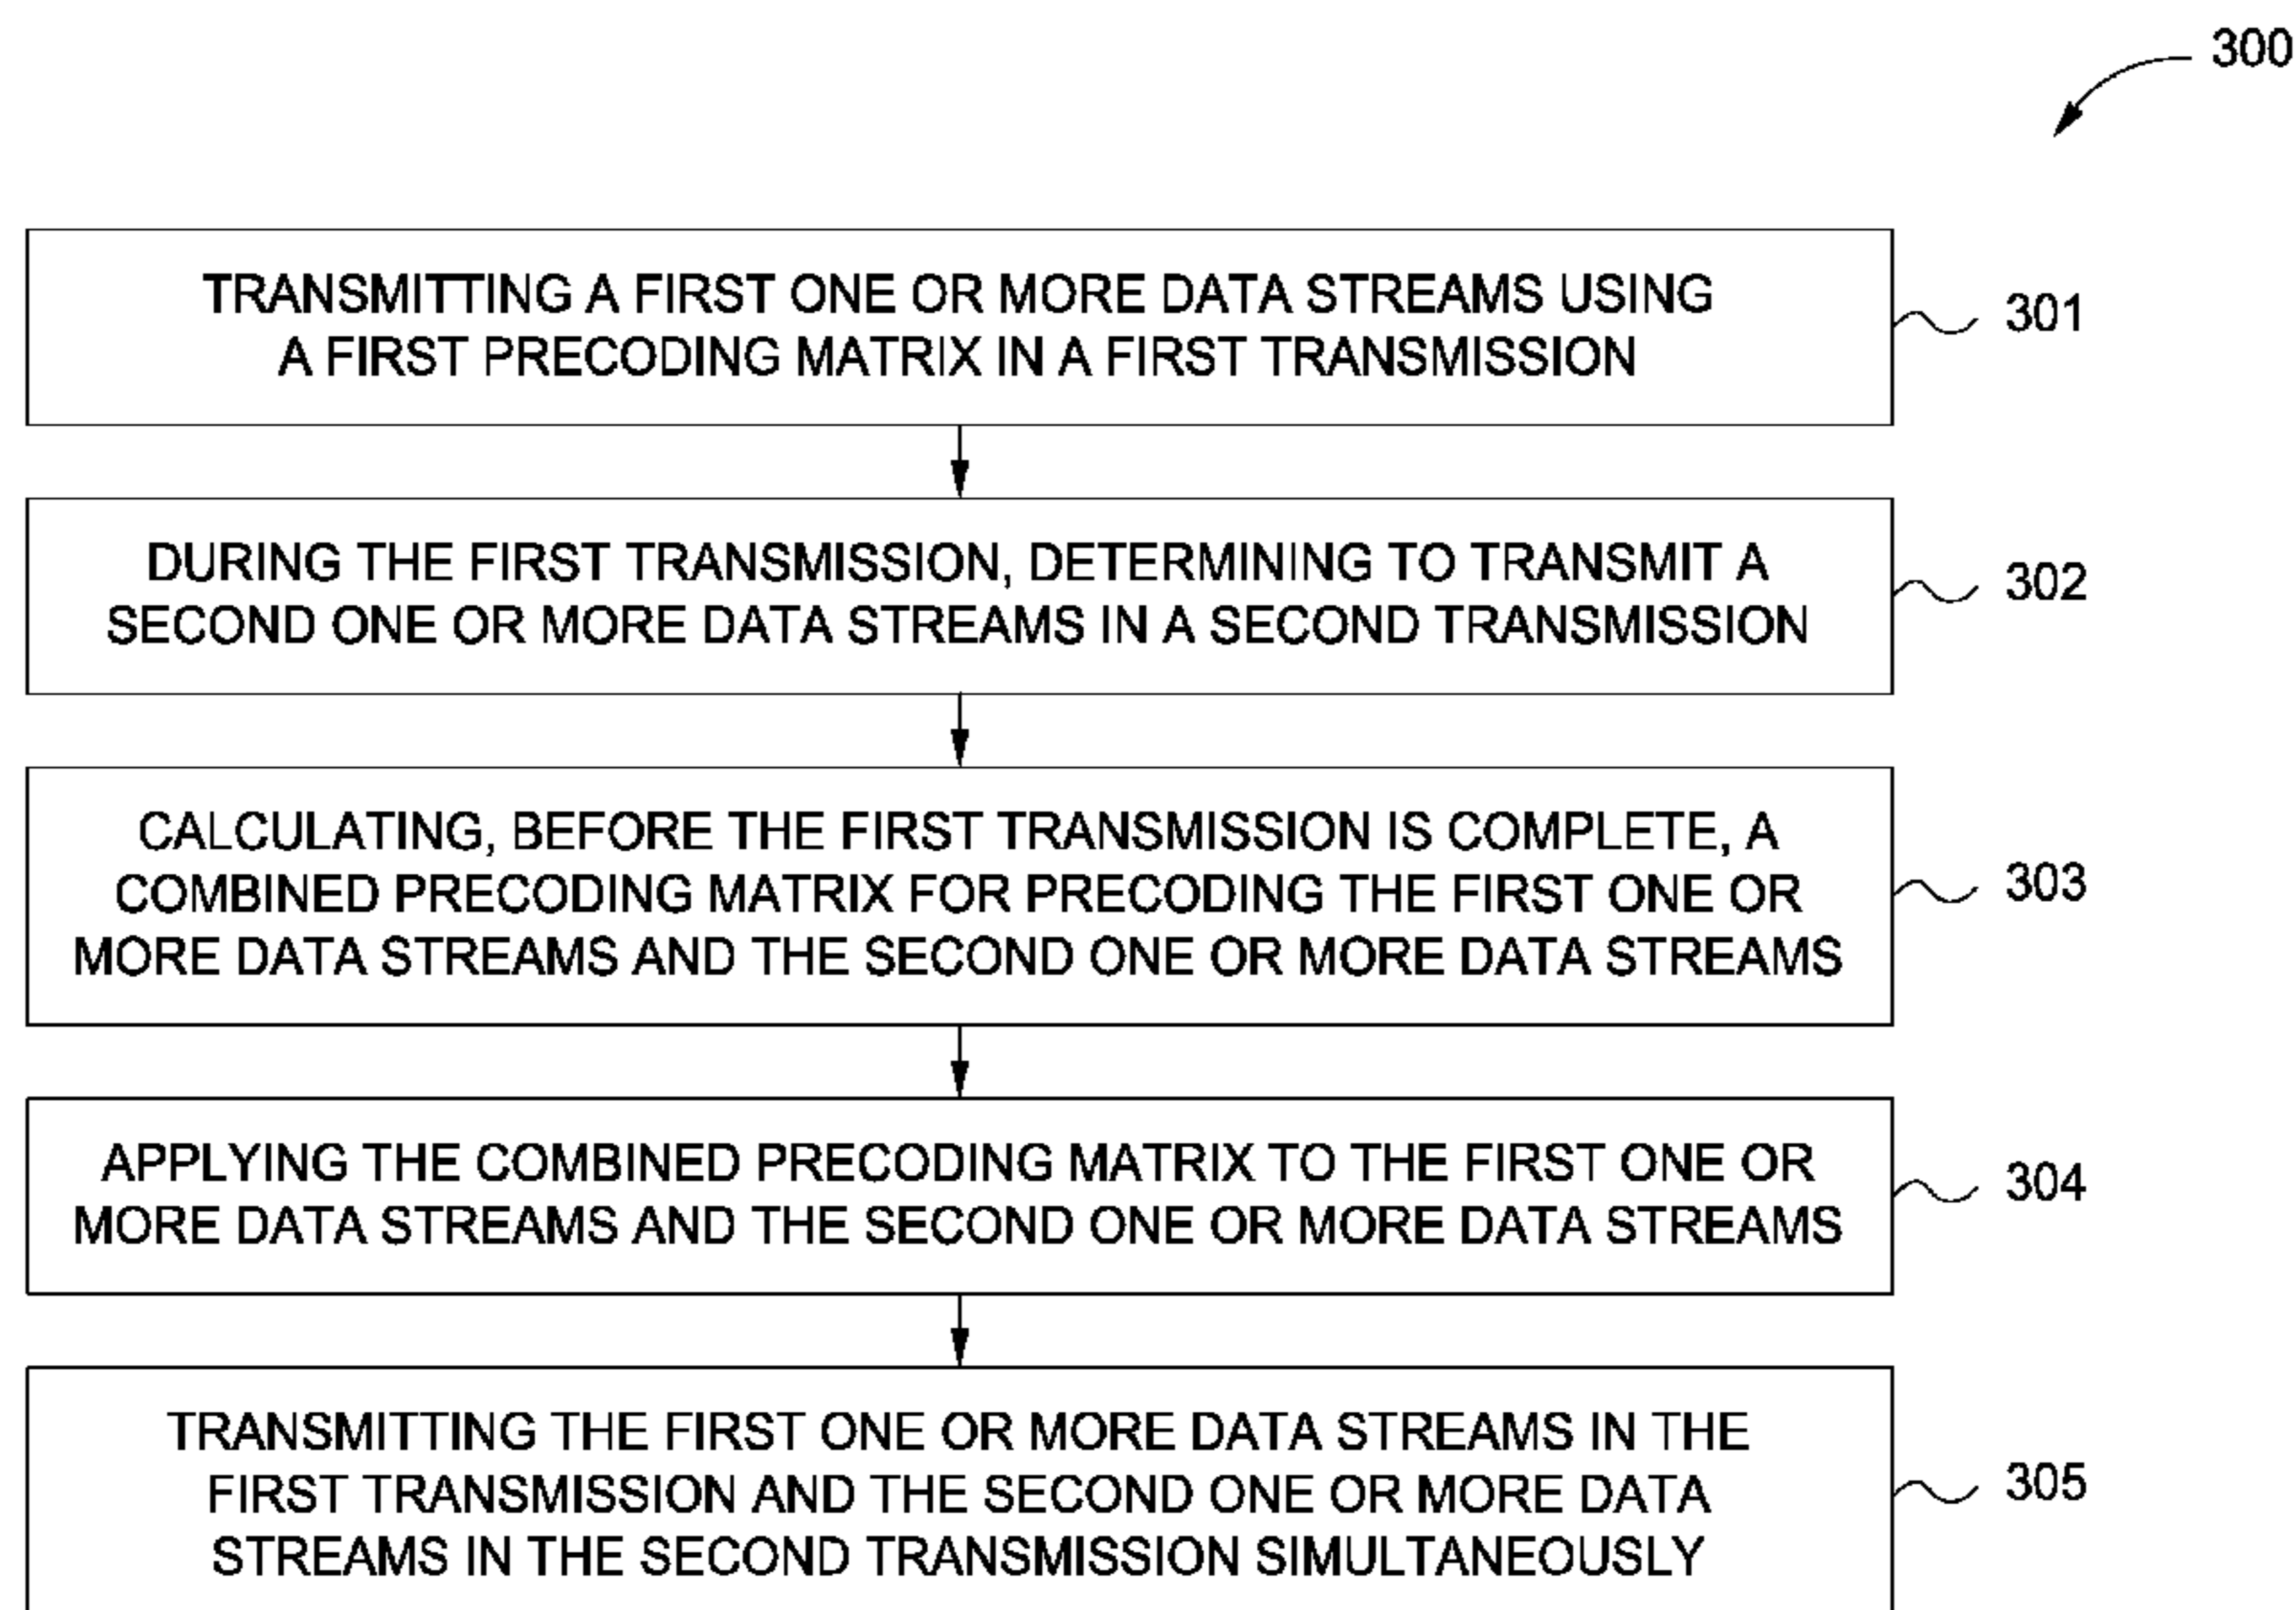 300
TRANSMITTING A FIRST ONE OR MORE DATA STREAMS USING
A FIRST PRECODING MATRIX IN A FIRST TRANSMISSION
301
DURING THE FIRST TRANSMISSION, DETERMINING TO TRANSMIT A
SECOND ONE OR MORE DATA STREAMS IN A SECOND TRANSMISSION
302
CALCULATING, BEFORE THE FIRST TRANSMISSION IS COMPLETE, A
COMBINED PRECODING MATRIX FOR PRECODING THE FIRST ONE OR
MORE DATA STREAMS AND THE SECOND ONE OR MORE DATA STREAMS
303
APPLYING THE COMBINED PRECODING MATRIX TO THE FIRST ONE OR
MORE DATA STREAMS AND THE SECOND ONE OR MORE DATA STREAMS
304
TRANSMITTING THE FIRST ONE OR MORE DATA STREAMS IN THE
FIRST TRANSMISSION AND THE SECOND ONE OR MORE DATA
STREAMS IN THE SECOND TRANSMISSION SIMULTANEOUSLY
305